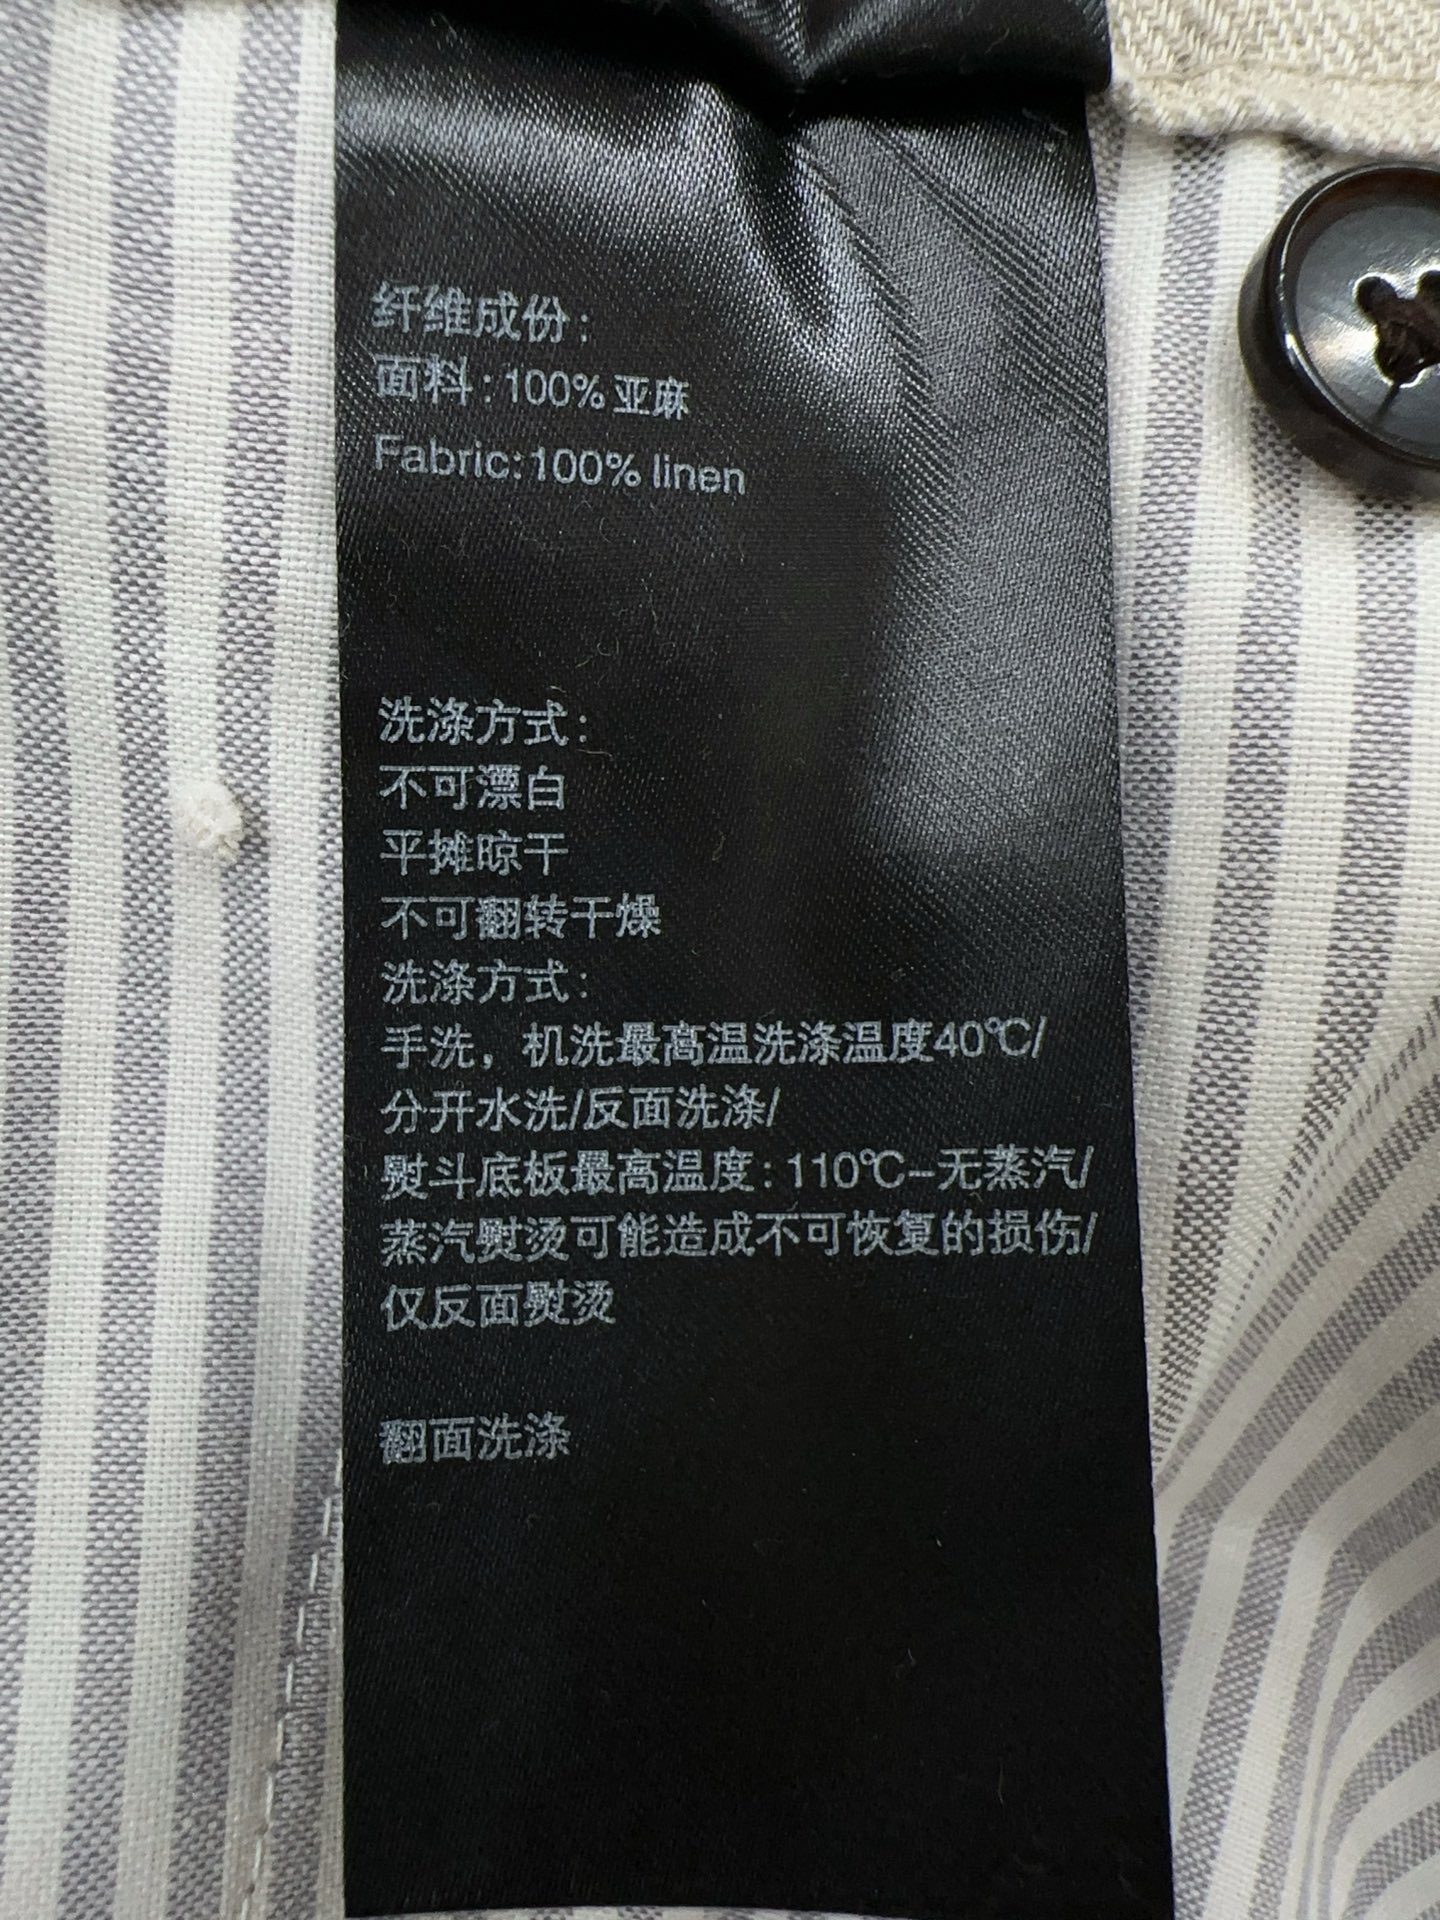 纤维成份：
面料：100% 亚麻
Fabric:100% linen
洗涤方式：
不可漂白
平摊晾干
不可翻转干燥
洗涤方式：
手洗，机洗最高温洗涤温度40℃/
分开水洗/反面洗涤/
熨斗底板最高温度：110℃-无蒸汽/
蒸汽熨烫可能造成不可恢复的损伤/
仅反面熨烫
翻面洗涤